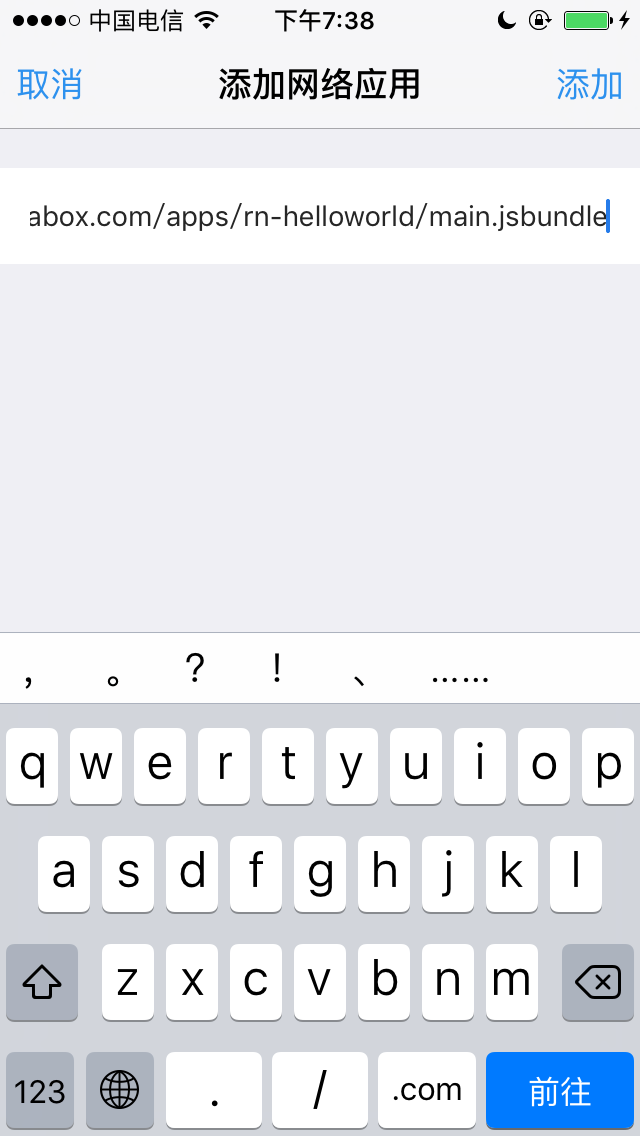 中国电信 下午7:38
取消 添加网络应用 添加
abox.com/apps/rn-helloworld/main.jsbundle
， 。 ？ ！ 、 ……
q w e r t y u i o p
a s d f g h j k l
z x c v b n m
123 . / .com 前往